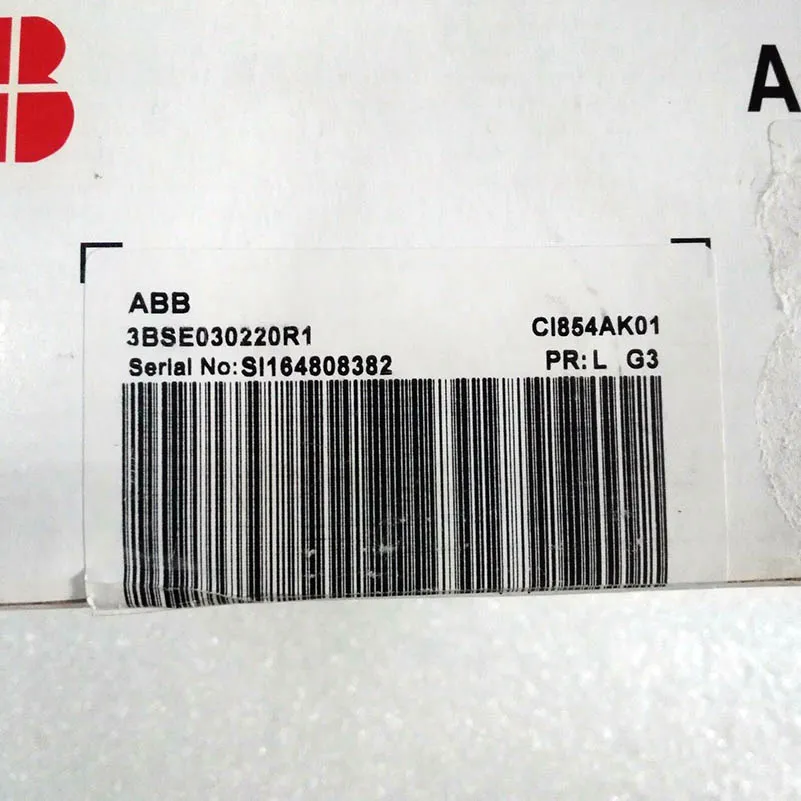 B
A
ABB
3BSE030220R1 CI854AK01
Serial No:SI164808382 PR:L G3